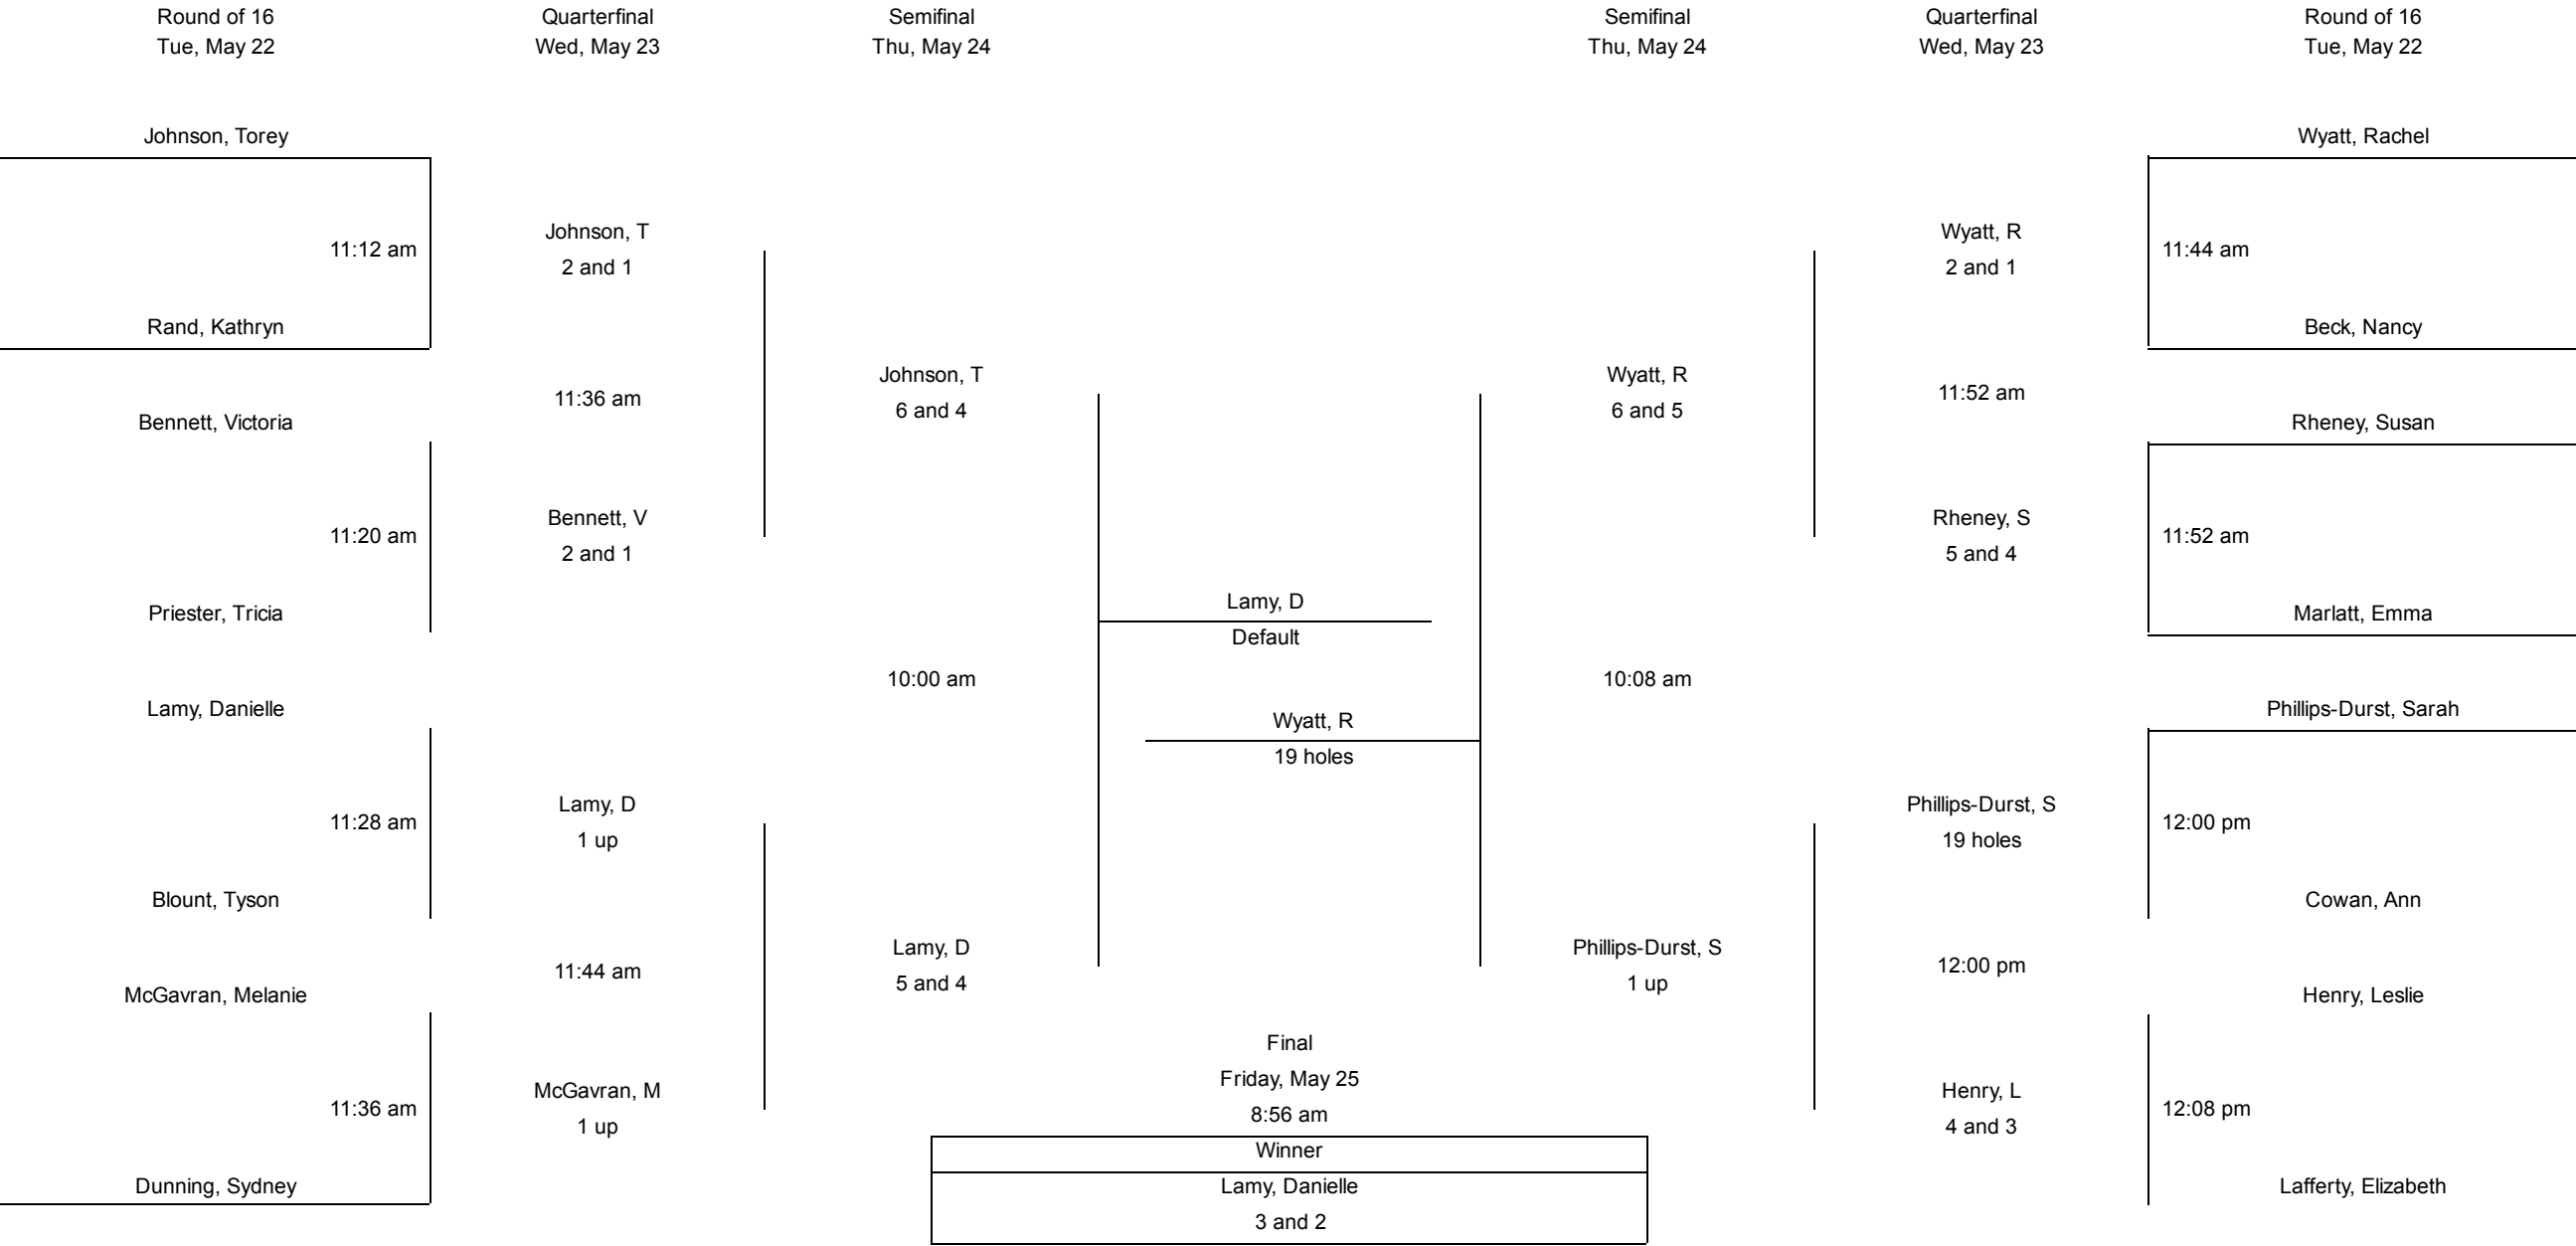 Round of 16
Tue, May 22
Quarterfinal
Wed, May 23
Semifinal
Thu, May 24
Semifinal
Thu, May 24
Quarterfinal
Wed, May 23
Round of 16
Tue, May 22
Johnson, Torey
11:12 am
Rand, Kathryn
Bennett, Victoria
11:20 am
Priester, Tricia
Lamy, Danielle
11:28 am
Blount, Tyson
McGavran, Melanie
11:36 am
Dunning, Sydney
Johnson, T
2 and 1
11:36 am
Bennett, V
2 and 1
Lamy, D
1 up
11:44 am
McGavran, M
1 up
Johnson, T
6 and 4
10:00 am
Lamy, D
5 and 4
Lamy, D
Default
Wyatt, R
19 holes
Final
Friday, May 25
8:56 am
Winner
Lamy, Danielle
3 and 2
Wyatt, R
6 and 5
10:08 am
Phillips-Durst, S
1 up
Wyatt, R
2 and 1
11:52 am
Rheney, S
5 and 4
Phillips-Durst, S
19 holes
12:00 pm
Henry, L
4 and 3
Wyatt, Rachel
11:44 am
Beck, Nancy
Rheney, Susan
11:52 am
Marlatt, Emma
Phillips-Durst, Sarah
12:00 pm
Cowan, Ann
Henry, Leslie
12:08 pm
Lafferty, Elizabeth